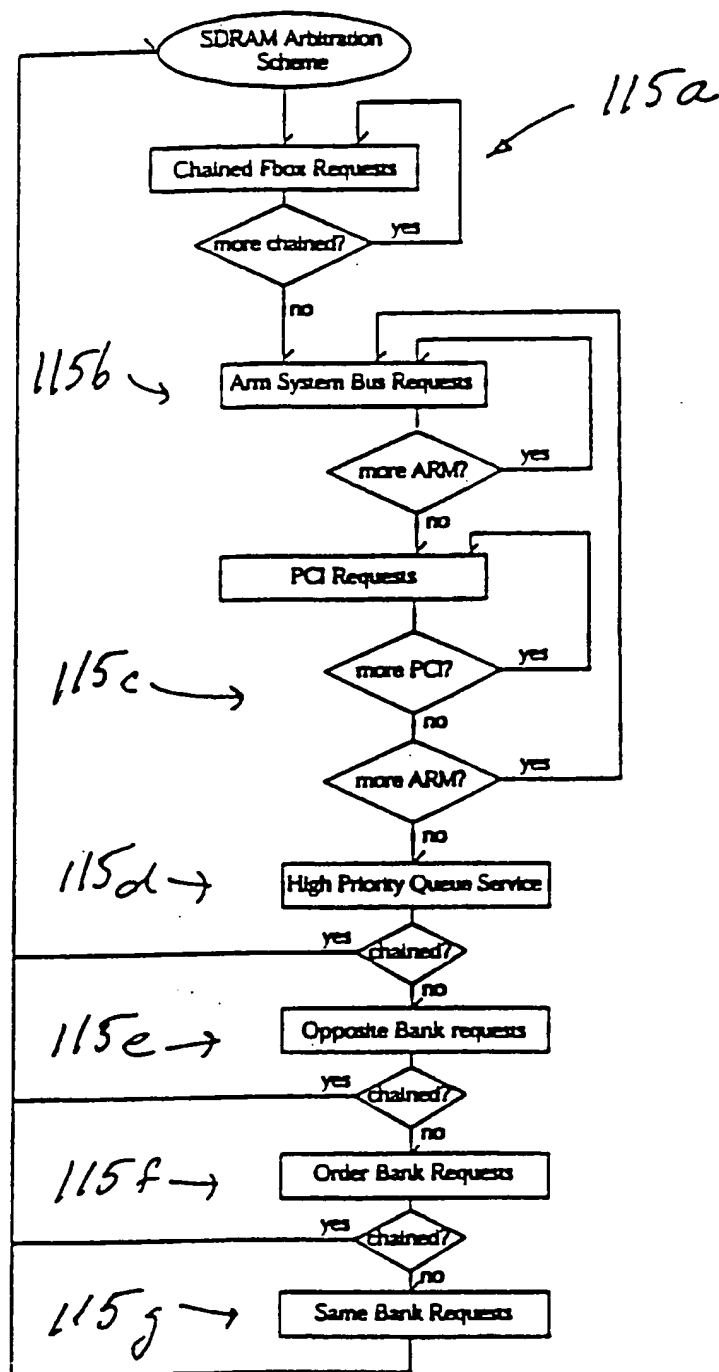 SDRAM Arbitration
Scheme
115a
Chained Fbox Requests
more chained?
yes
no
115b
Arm System Bus Requests
more ARM?
yes
no
PCI Requests
115c
more PCI?
yes
no
more ARM?
yes
no
115d
High Priority Queue Service
yes
chained?
no
115e
Opposite Bank requests
yes
chained?
no
115f
Order Bank Requests
yes
chained?
no
115g
Same Bank Requests